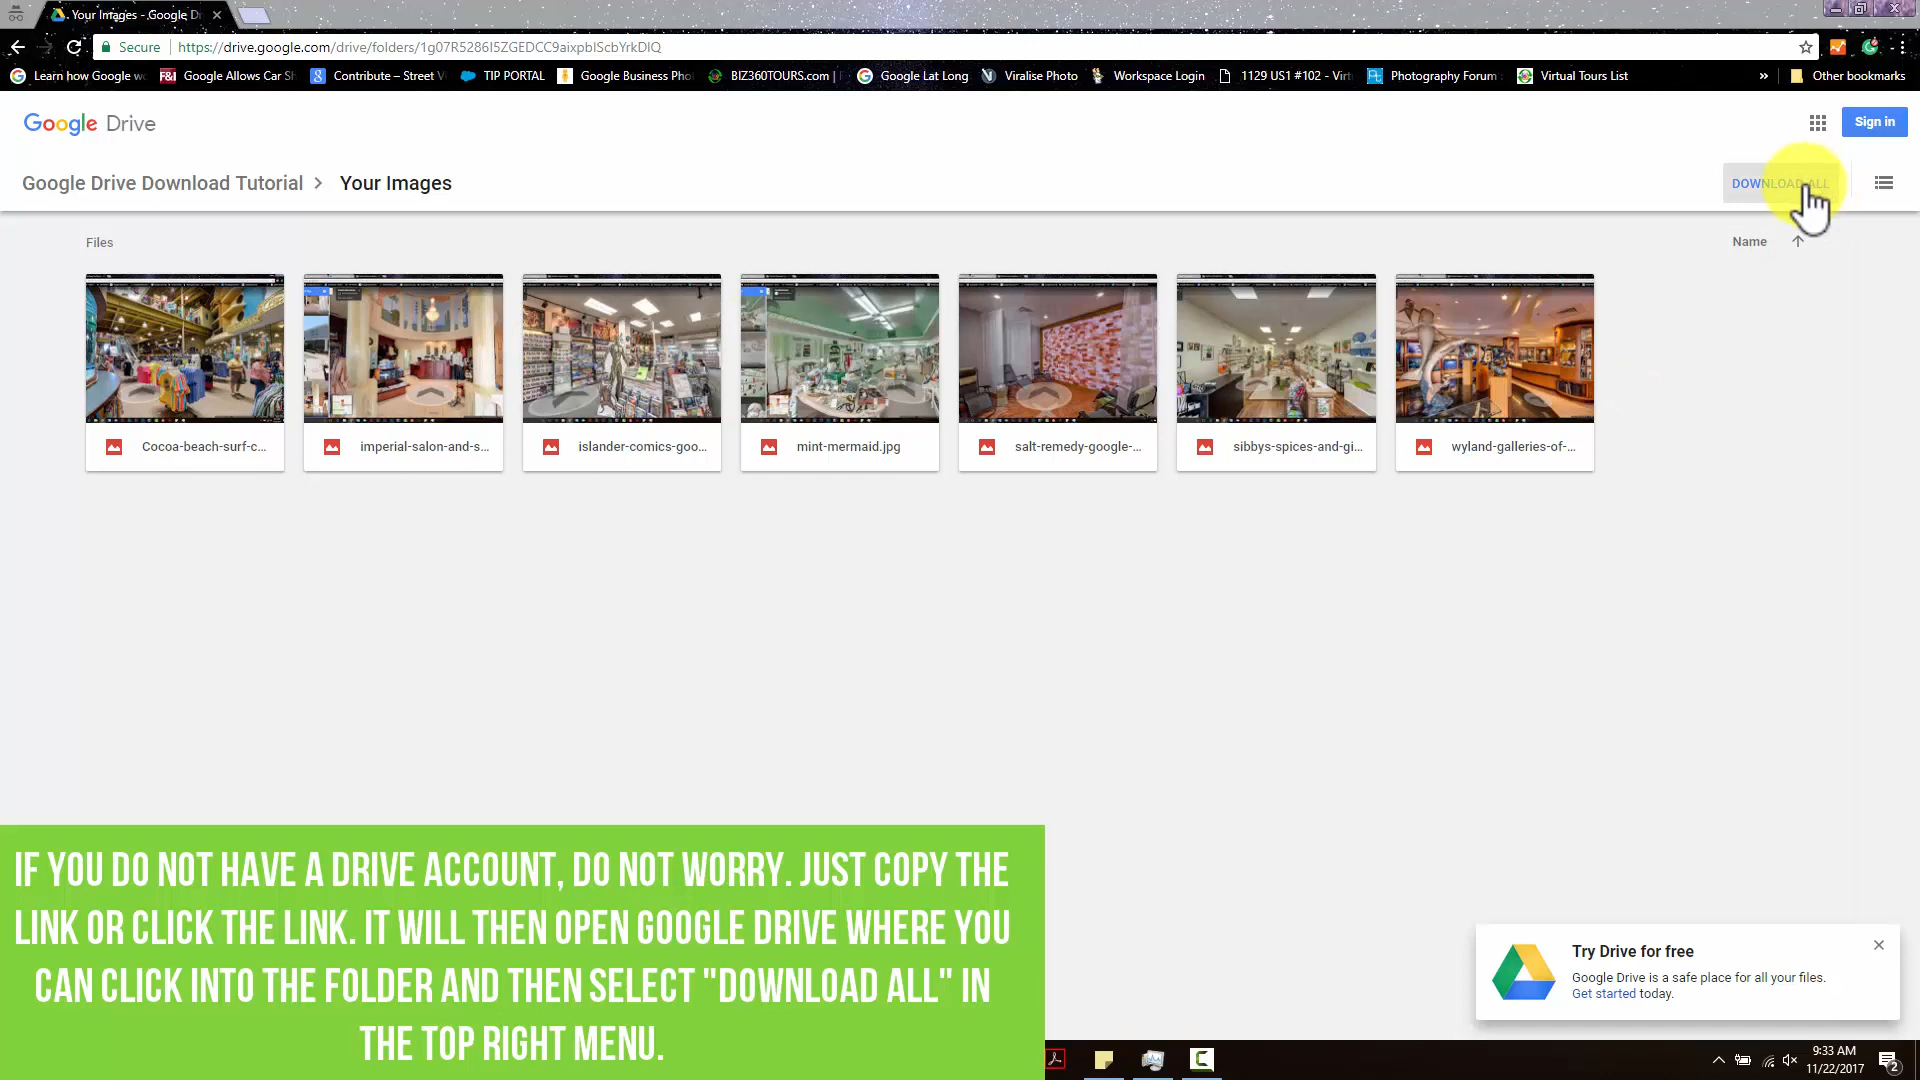 Your Images - Google D
Secure
https://drive.google.com/drive/folders/1g07R5286I5ZGEDCC9aixpbIScbYrkDIQ
Learn how Google w
F&I
Google Allows Car S
Contribute – Street V
TIP PORTAL
Google Business Pho
BIZ360TOURS.com |
Google Lat Long
Viralise Photo
Workspace Login
1129 US1 #102 - Virt
Photography Forum
Virtual Tours List
»
Other bookmarks
Google Drive
Sign in
Google Drive Download Tutorial > Your Images
DOWNLOAD ALL
Files
Name
Cocoa-beach-surf-c...
imperial-salon-and-s...
islander-comics-goo...
mint-mermaid.jpg
salt-remedy-google-...
sibbys-spices-and-gi...
wyland-galleries-of-...
IF YOU DO NOT HAVE A DRIVE ACCOUNT, DO NOT WORRY. JUST COPY THE
LINK OR CLICK THE LINK. IT WILL THEN OPEN GOOGLE DRIVE WHERE YOU
CAN CLICK INTO THE FOLDER AND THEN SELECT "DOWNLOAD ALL" IN
THE TOP RIGHT MENU.
Try Drive for free
Google Drive is a safe place for all your files.
Get started today.
9:33 AM
11/22/2017
2